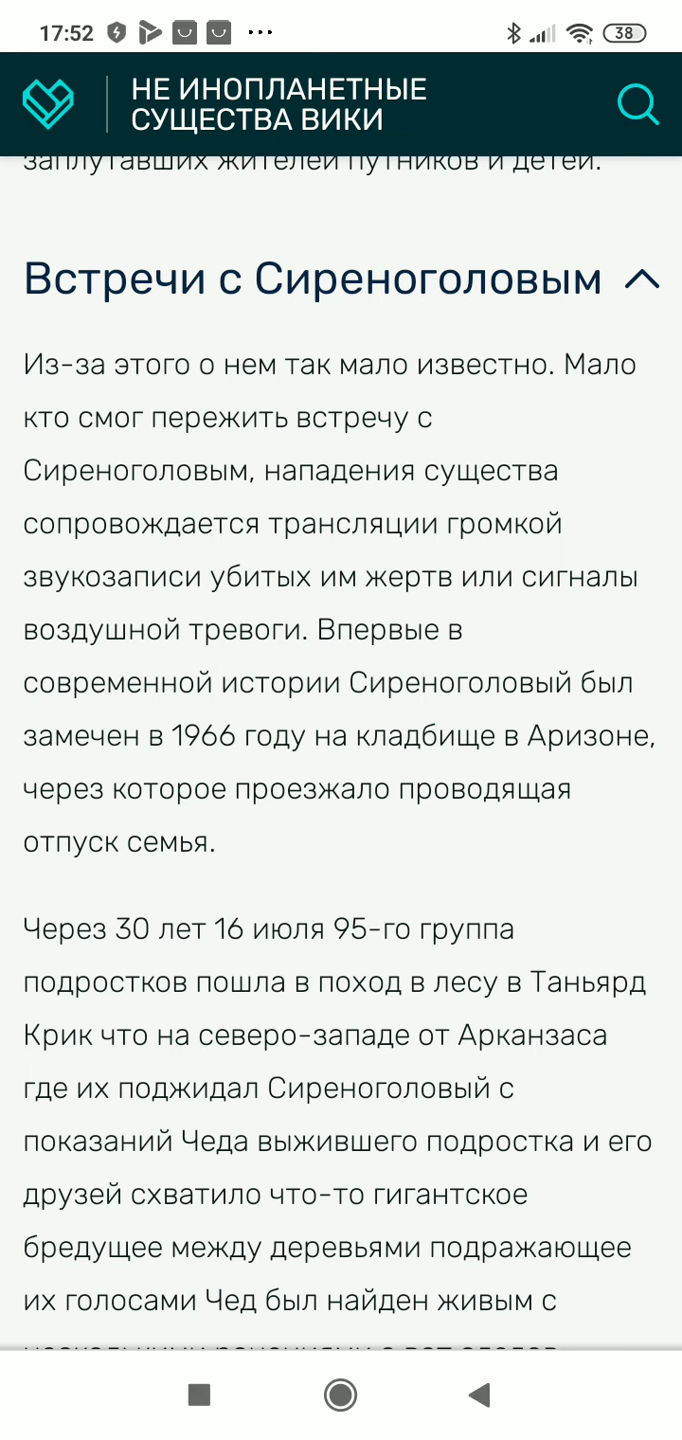 17:52
38
НЕ ИНОПЛАНЕТНЫЕ
СУЩЕСТВА ВИКИ
заплутавших жителей путников и детей.
Встречи с Сиреноголовым
Из-за этого о нем так мало известно. Мало
кто смог пережить встречу с
Сиреноголовым, нападения существа
сопровождается трансляции громкой
звукозаписи убитых им жертв или сигналы
воздушной тревоги. Впервые в
современной истории Сиреноголовый был
замечен в 1966 году на кладбище в Аризоне,
через которое проезжало проводящая
отпуск семья.
Через 30 лет 16 июля 95-го группа
подростков пошла в поход в лесу в Таньярд
Крик что на северо-западе от Арканзаса
где их поджидал Сиреноголовый с
показаний Чеда выжившего подростка и его
друзей схватило что-то гигантское
бредущее между деревьями подражающее
их голосами Чед был найден живым с